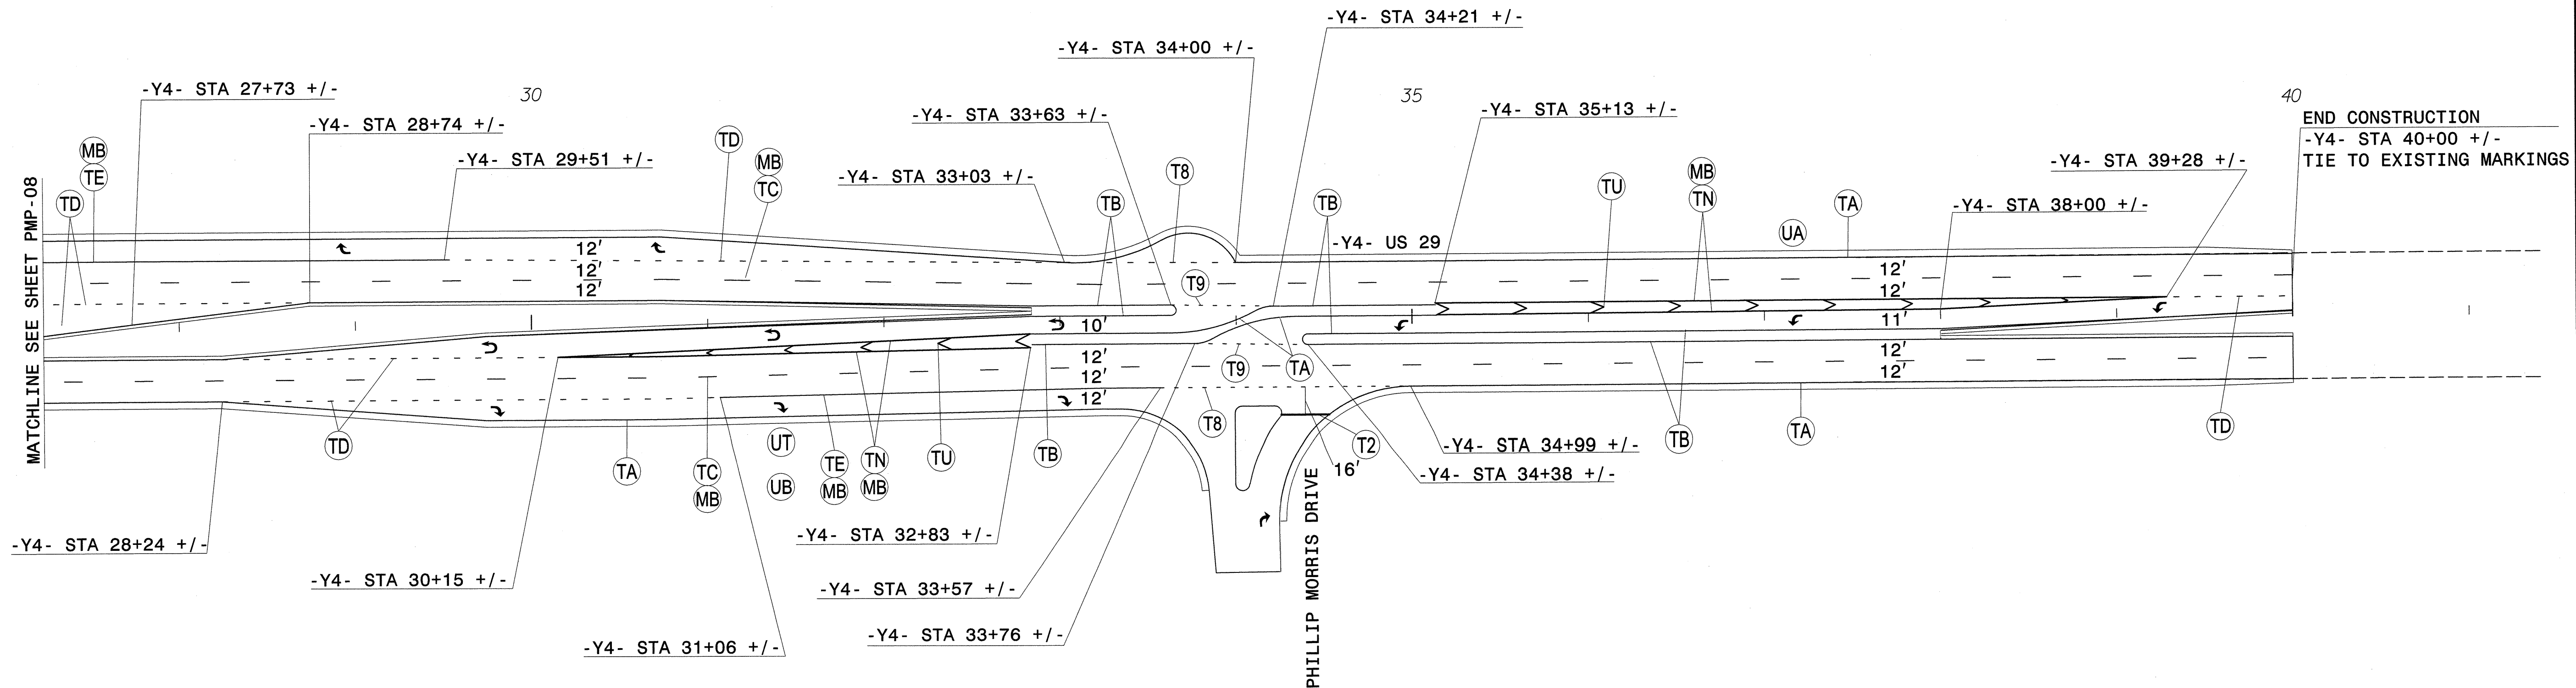 -Y4- STA 34+21 +/-
-Y4- STA 34+00 +/-
-Y4- STA 27+73 +/-
30
35
40
-Y4- STA 28+74 +/-
-Y4- STA 33+63 +/-
-Y4- STA 35+13 +/-
END CONSTRUCTION
-Y4- STA 40+00 +/-
TIE TO EXISTING MARKINGS
MB
TE
TD
-Y4- STA 29+51 +/-
TD
MB
TC
-Y4- STA 33+03 +/-
T8
TB
TB
TU
MB
TN
UA
TA
-Y4- STA 39+28 +/-
-Y4- STA 38+00 +/-
MATCHLINE SEE SHEET PMP-08
12'
12'
12'
-Y4- US 29
T9
12'
12'
10'
11'
12'
12'
12'
T9
TA
12'
12'
TD
TA
TC
MB
UT
UB
TE
MB
TN
MB
TU
TB
T8
T2
16'
-Y4- STA 34+99 +/-
-Y4- STA 34+38 +/-
TB
TA
TD
-Y4- STA 28+24 +/-
-Y4- STA 32+83 +/-
-Y4- STA 30+15 +/-
-Y4- STA 33+57 +/-
-Y4- STA 33+76 +/-
-Y4- STA 31+06 +/-
PHILLIP MORRIS DRIVE